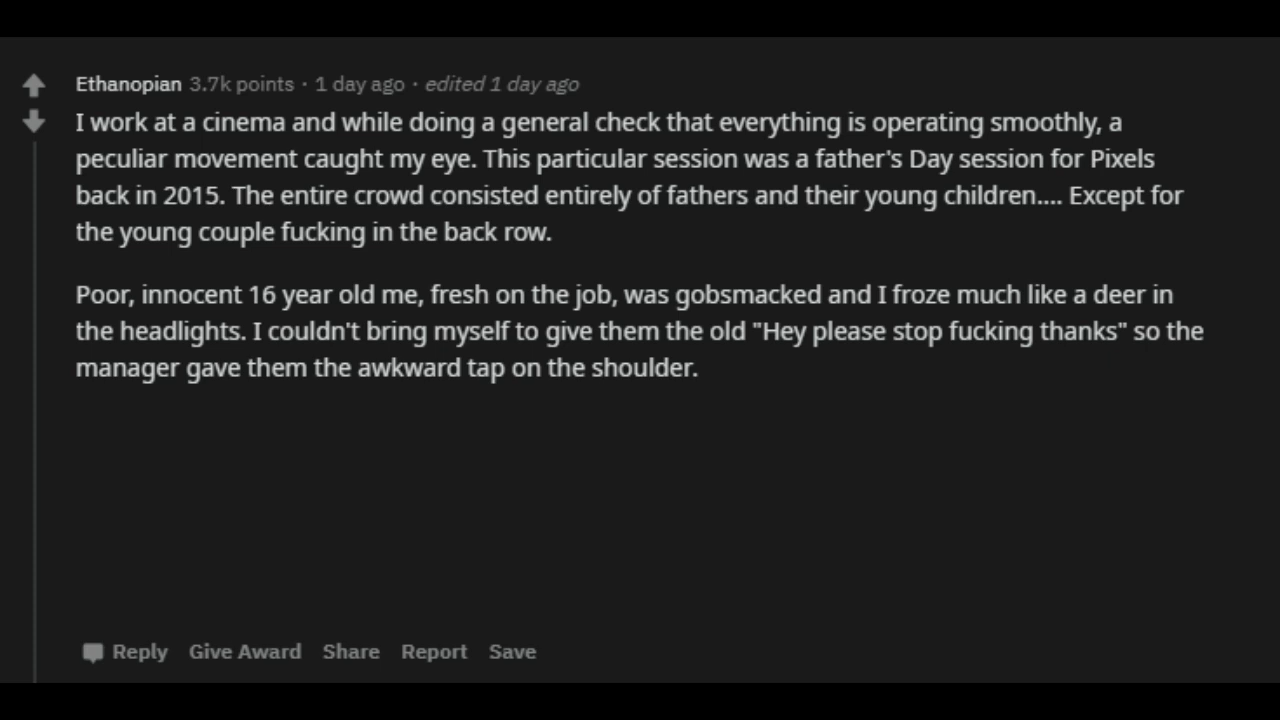 Ethanopian 3.7k points · 1 day ago · edited 1 day ago
I work at a cinema and while doing a general check that everything is operating smoothly, a
peculiar movement caught my eye. This particular session was a father's Day session for Pixels
back in 2015. The entire crowd consisted entirely of fathers and their young children.... Except for
the young couple fucking in the back row.
Poor, innocent 16 year old me, fresh on the job, was gobsmacked and I froze much like a deer in
the headlights. I couldn't bring myself to give them the old "Hey please stop fucking thanks" so the
manager gave them the awkward tap on the shoulder.
Reply Give Award Share Report Save